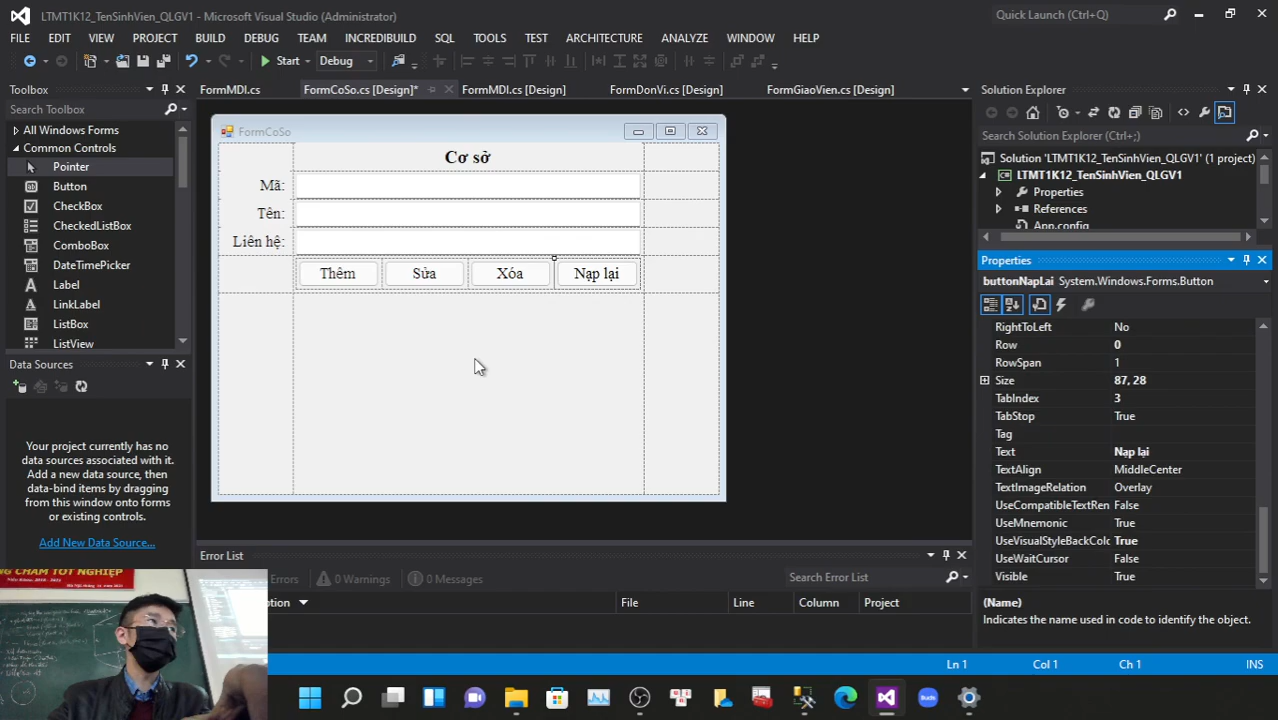 LTMT1K12_TenSinhVien_QLGV1 - Microsoft Visual Studio (Administrator)
Quick Launch (Ctrl+Q)
FILE EDIT VIEW PROJECT BUILD DEBUG TEAM INCREDIBUILD SQL TOOLS TEST ARCHITECTURE ANALYZE WINDOW HELP
Start Debug
Toolbox
FormMDI.cs FormCoSo.cs [Design]* FormMDI.cs [Design] FormDonVi.cs [Design] FormGiaoVien.cs [Design]
Solution Explorer
Search Toolbox
All Windows Forms
Common Controls
Pointer
Button
CheckBox
CheckedListBox
ComboBox
DateTimePicker
Label
LinkLabel
ListBox
ListView
Data Sources
Your project currently has no
data sources associated with it.
Add a new data source, then
data-bind items by dragging
from this window onto forms
or existing controls.
Add New Data Source...
FormCoSo
Cơ sở
Mã:
Tên:
Liên hệ:
Thêm Sửa Xóa Nạp lại
Search Solution Explorer (Ctrl+;)
Solution 'LTMT1K12_TenSinhVien_QLGV1' (1 project)
LTMT1K12_TenSinhVien_QLGV1
Properties
References
App.config
Properties
buttonNapLai System.Windows.Forms.Button
RightToLeft No
Row 0
RowSpan 1
Size 87, 28
TabIndex 3
TabStop True
Tag
Text Nạp lại
TextAlign MiddleCenter
TextImageRelation Overlay
UseCompatibleTextRen False
UseMnemonic True
UseVisualStyleBackColo True
UseWaitCursor False
Visible True
(Name)
Indicates the name used in code to identify the object.
Error List
Errors 0 Warnings 0 Messages
Search Error List
File Line Column Project
Ln 1 Col 1 Ch 1 INS